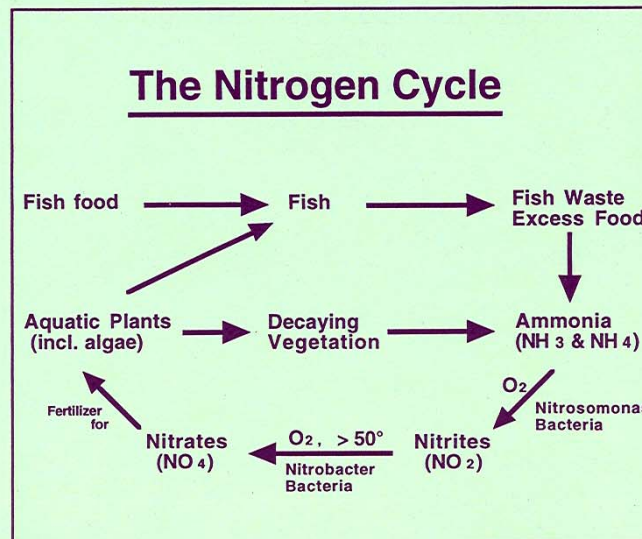 The Nitrogen Cycle
Fish food
Fish
Fish Waste
Excess Food
Aquatic Plants
(incl. algae)
Decaying
Vegetation
Ammonia
(NH 3 & NH 4)
O2
Nitrosomonas
Bacteria
Fertilizer
for
Nitrates
(NO 4)
O2, > 50°
Nitrobacter
Bacteria
Nitrites
(NO 2)